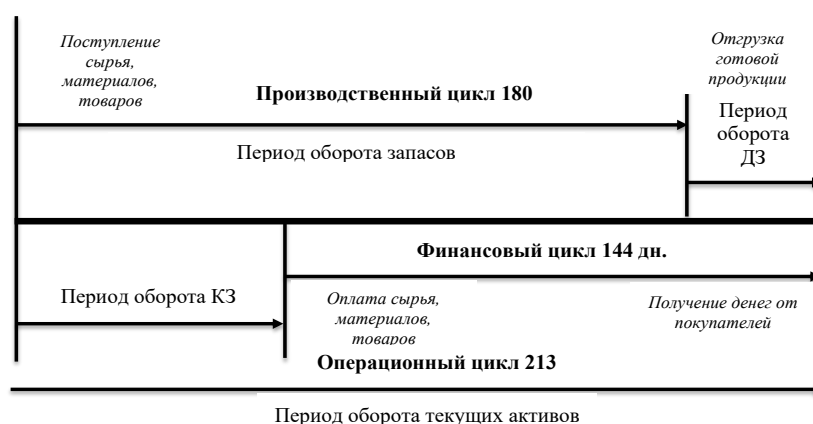 Поступление
сырья,
материалов,
товаров
Отгрузка
готовой
продукции
Производственный цикл 180
Период
оборота
ДЗ
Период оборота запасов
Финансовый цикл 144 дн.
Период оборота КЗ
Оплата сырья,
материалов,
товаров
Получение денег от
покупателей
Операционный цикл 213
Период оборота текущих активов